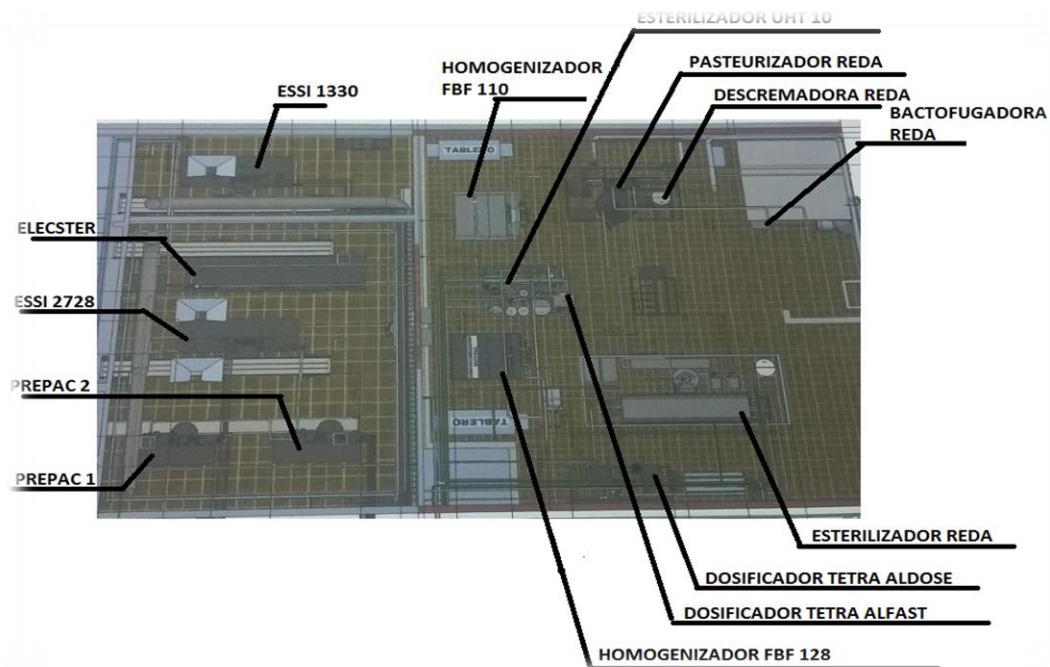 ESTERILIZADOR UHT 10
HOMOGENIZADOR
FBF 110
PASTEURIZADOR REDA
ESSI 1330
DESCREMADORA REDA
BACTOFUGADORA
REDA
TABLERO
ELECSTER
ESSI 2728
PREPAC 2
TABLERO
PREPAC 1
ESTERILIZADOR REDA
DOSIFICADOR TETRA ALDOSE
DOSIFICADOR TETRA ALFAST
HOMOGENIZADOR FBF 128